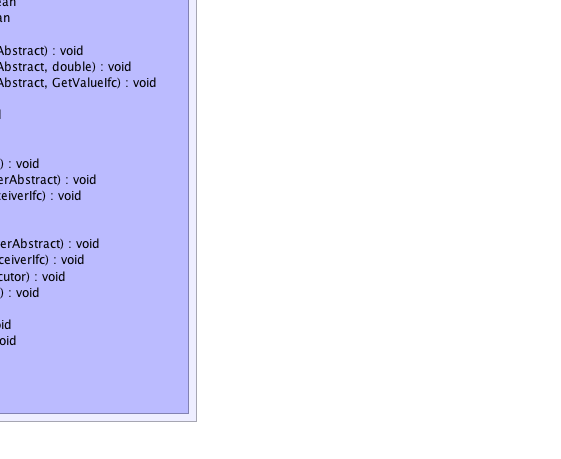 ean
an
Abstract) : void
Abstract, double) : void
Abstract, GetValueIfc) : void
) : void
erAbstract) : void
ceiverIfc) : void
erAbstract) : void
ceiverIfc) : void
cutor) : void
) : void
oid
void